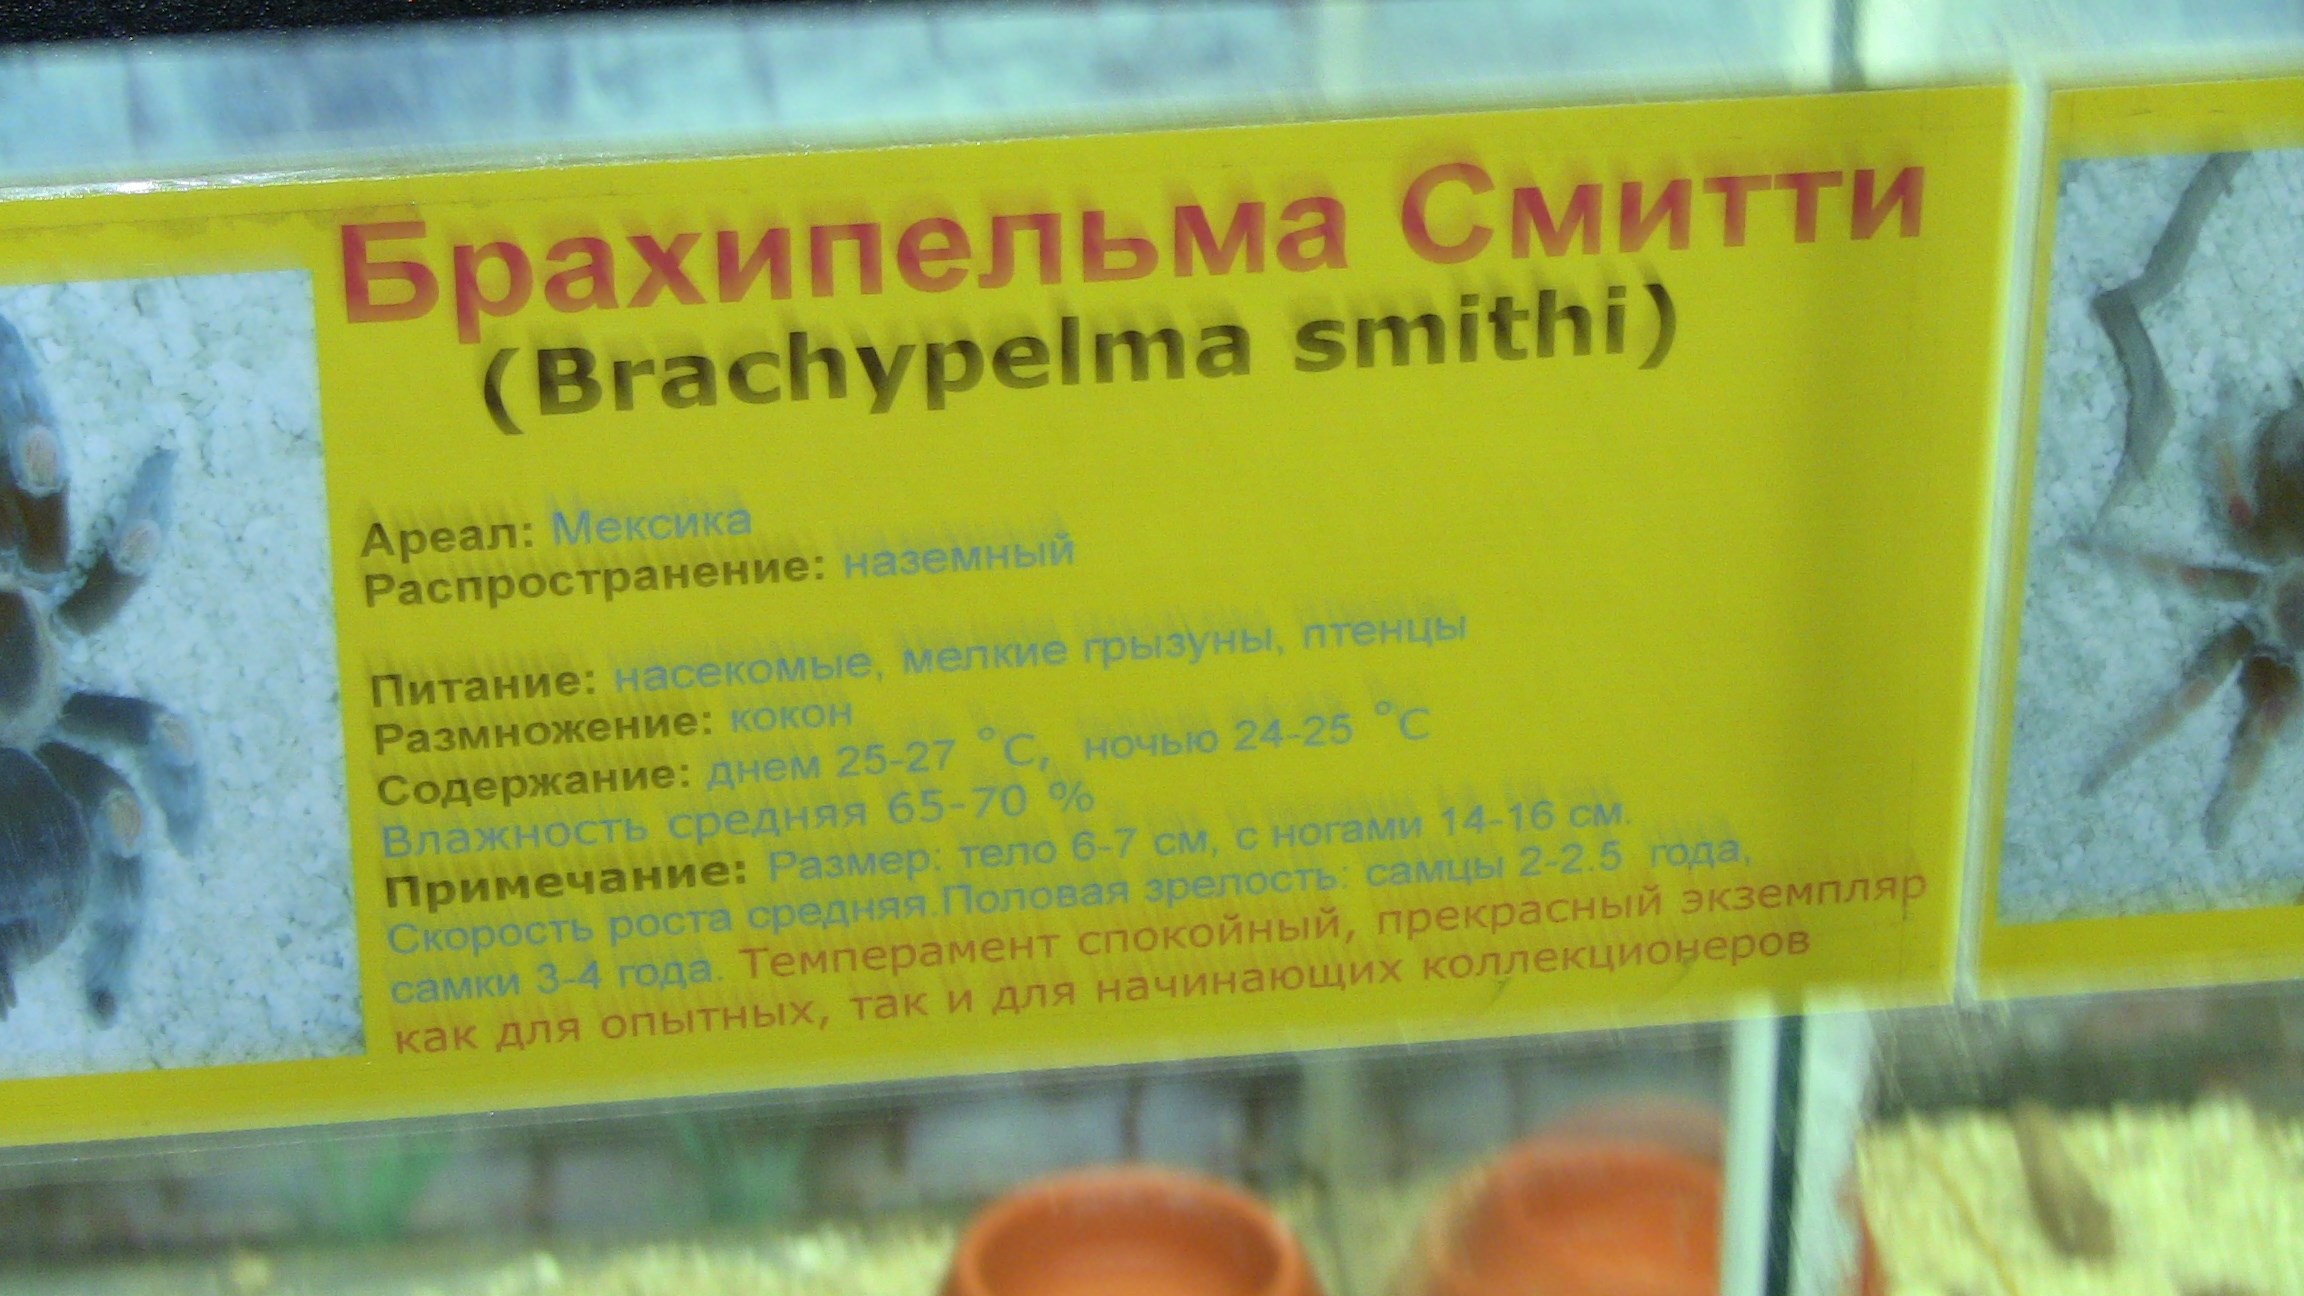 Брахипельма Смитти
(Brachypelma smithi)
Ареал: Мексика
Распространение: наземный
Питание: насекомые, мелкие грызуны, птенцы
Размножение: кокон
Содержание: днем 25-27 °C, ночью 24-25 °C
Влажность средняя 65-70 %
Примечание: Размер: тело 6-7 см, с ногами 14-16 см.
Скорость роста средняя.Половая зрелость: самцы 2-2.5 года,
самки 3-4 года. Темперамент спокойный, прекрасный экземпляр
как для опытных, так и для начинающих коллекционеров